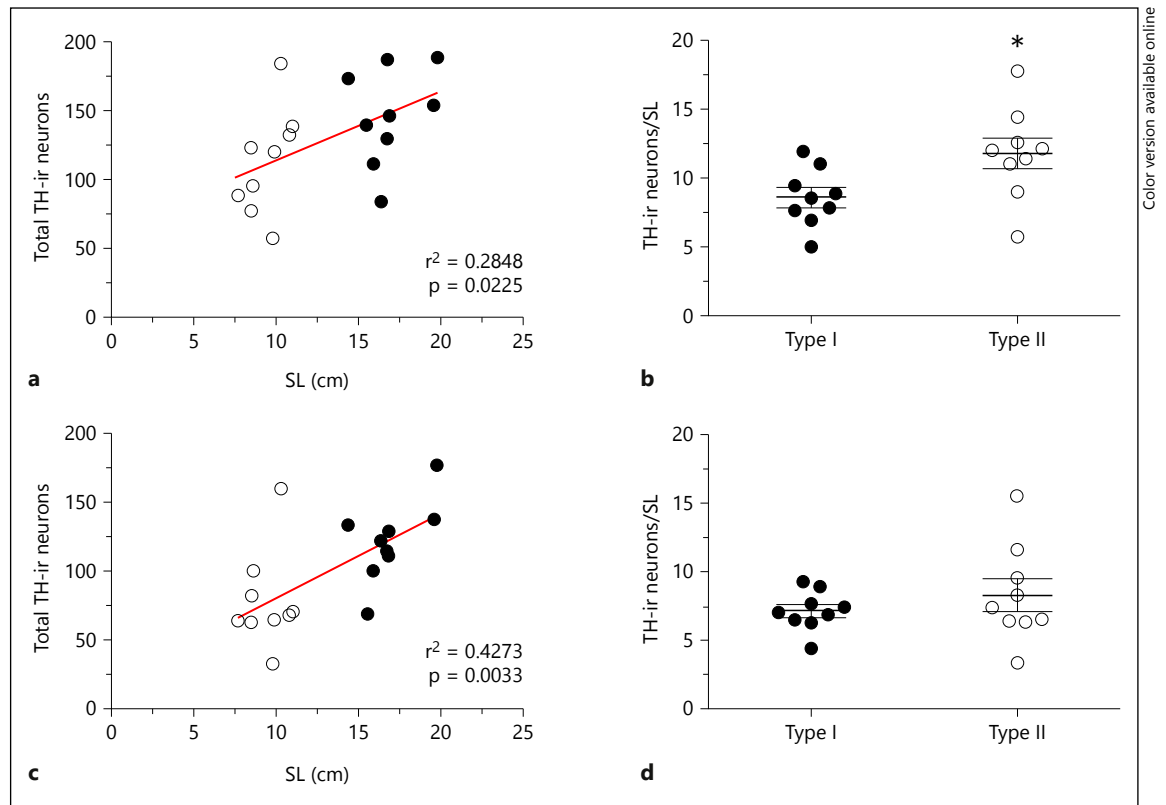 Color version available online
Total TH-ir neurons
200
150
100
50
0
r² = 0.2848
p = 0.0225
0 5 10 15 20 25
SL (cm)
a
TH-ir neurons/SL
20
15
10
5
0
*
Type I Type II
b
Total TH-ir neurons
200
150
100
50
0
r² = 0.4273
p = 0.0033
0 5 10 15 20 25
SL (cm)
c
TH-ir neurons/SL
20
15
10
5
0
Type I Type II
d